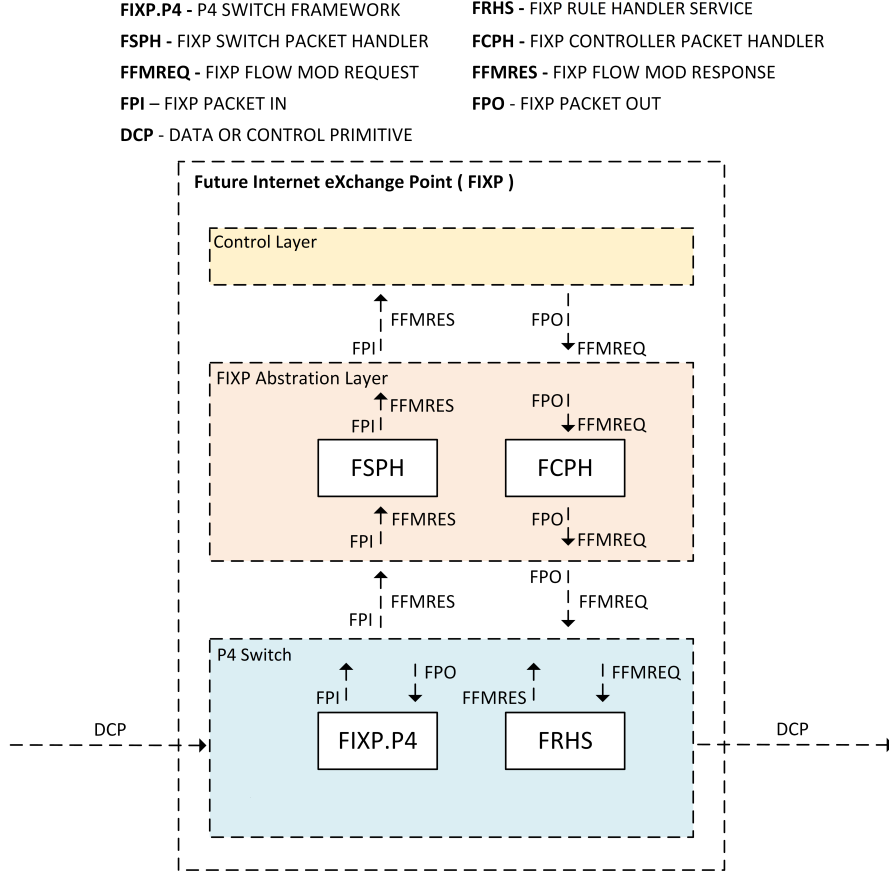 FIXP.P4 - P4 SWITCH FRAMEWORK
FRHS - FIXP RULE HANDLER SERVICE
FSPH - FIXP SWITCH PACKET HANDLER
FCPH - FIXP CONTROLLER PACKET HANDLER
FFMREQ - FIXP FLOW MOD REQUEST
FFMRES - FIXP FLOW MOD RESPONSE
FPI – FIXP PACKET IN
FPO - FIXP PACKET OUT
DCP - DATA OR CONTROL PRIMITIVE
Future Internet eXchange Point ( FIXP )
Control Layer
FFMRES
FPO
FPI
FFMREQ
FIXP Abstration Layer
FFMRES
FPO
FPI
FFMREQ
FSPH
FCPH
FFMRES
FPO
FPI
FFMREQ
FPO
FFMRES
FFMREQ
FPI
P4 Switch
FPO
FFMREQ
FPI
FFMRES
DCP
FIXP.P4
FRHS
DCP